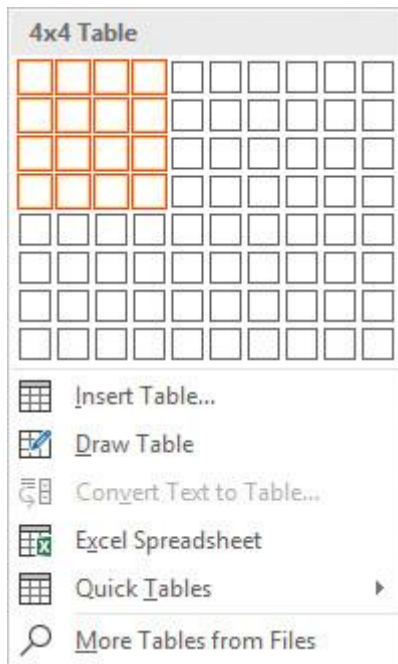 4x4 Table
Insert Table...
Draw Table
Convert Text to Table...
Excel Spreadsheet
Quick Tables
More Tables from Files